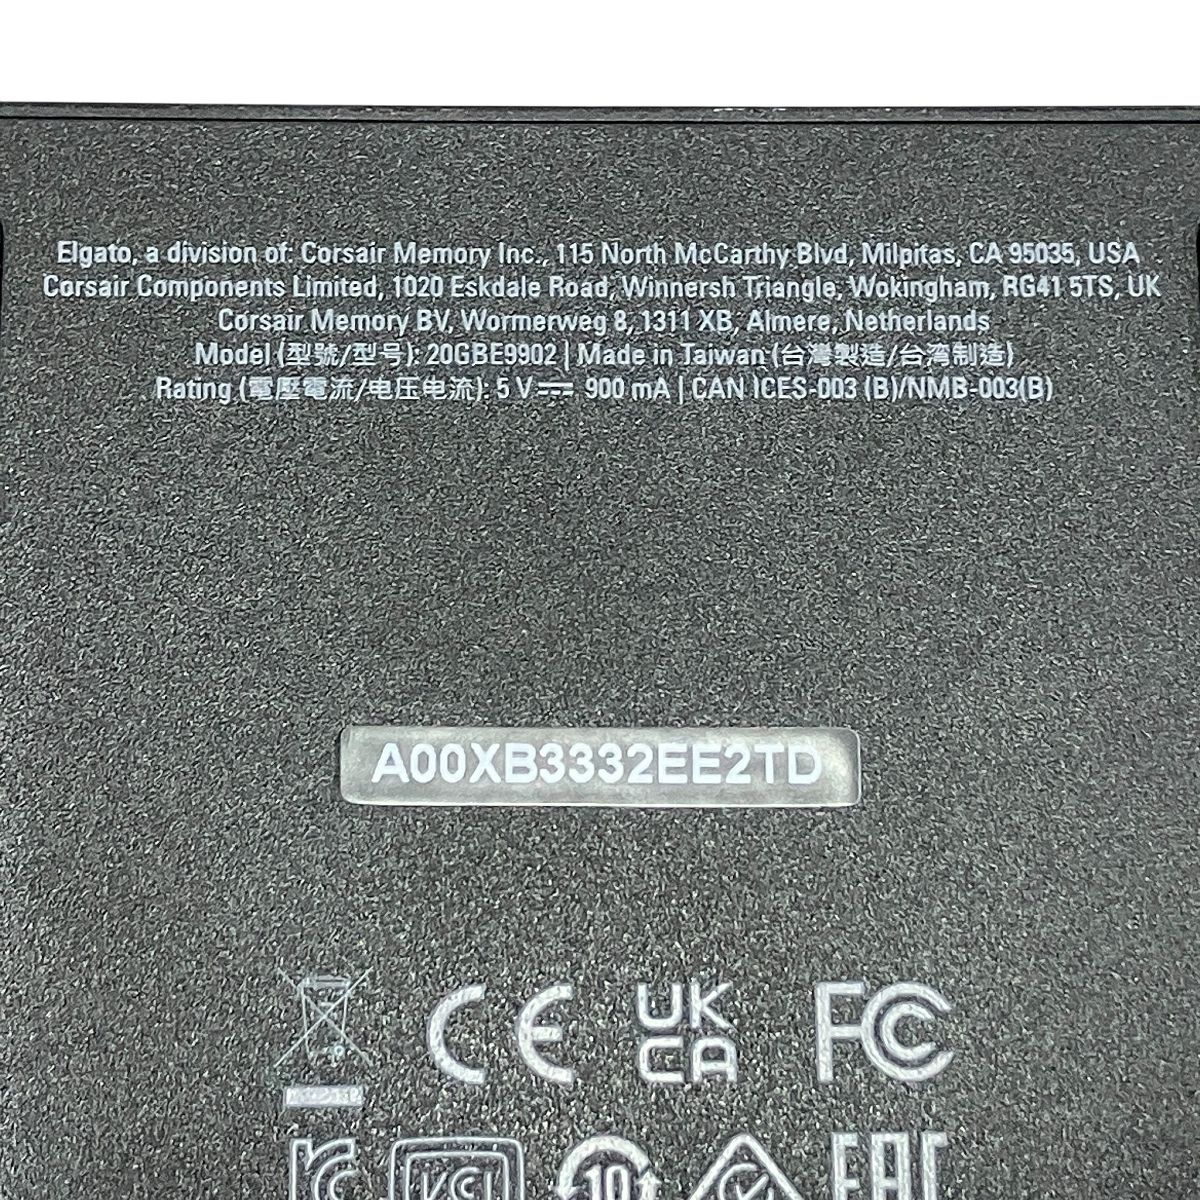 Elgato, a division of: Corsair Memory Inc., 115 North McCarthy Blvd, Milpitas, CA 95035, USA
Corsair Components Limited, 1020 Eskdale Road, Winnersh Triangle, Wokingham, RG41 5TS, UK
Corsair Memory BV, Wormerweg 8, 1311 XB, Almere, Netherlands
Model (型號/型号): 20GBE9902 | Made in Taiwan (台灣製造/台湾制造)
Rating (電壓電流/电压电流): 5 V⎓ 900 mA | CAN ICES-003 (B)/NMB-003(B)
A00XB3332EE2TD
CE UK CA FC
KCI 10 EAC